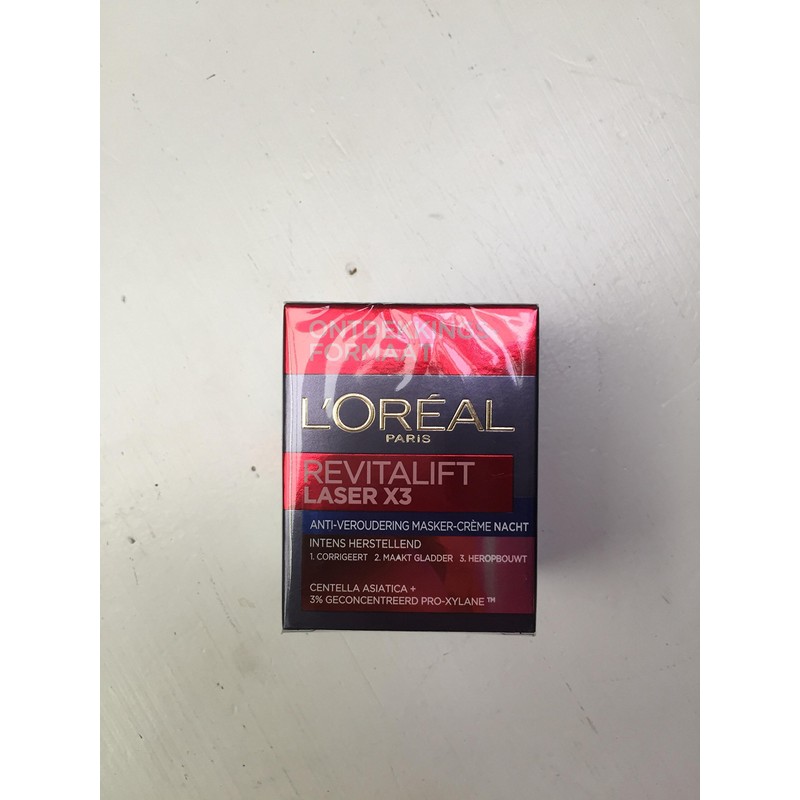 ONTDEKKINGS
FORMAAT
L'ORÉAL
PARIS
REVITALIFT
LASER X3
ANTI-VEROUDERING MASKER-CRÈME NACHT
INTENS HERSTELLEND
1. CORRIGEERT 2. MAAKT GLADDER 3. HEROPBOUWT
CENTELLA ASIATICA +
3% GECONCENTREERD PRO-XYLANE™